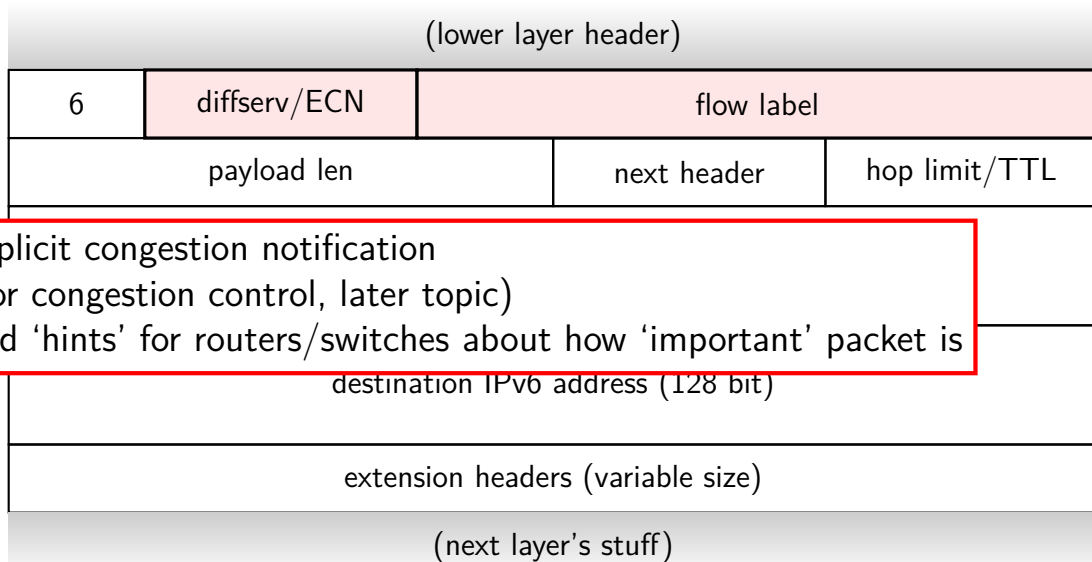 (lower layer header)
6 diffserv/ECN flow label
payload len next header hop limit/TTL
plicit congestion notification
or congestion control, later topic)
d ‘hints’ for routers/switches about how ‘important’ packet is
destination IPv6 address (128 bit)
extension headers (variable size)
(next layer's stuff)